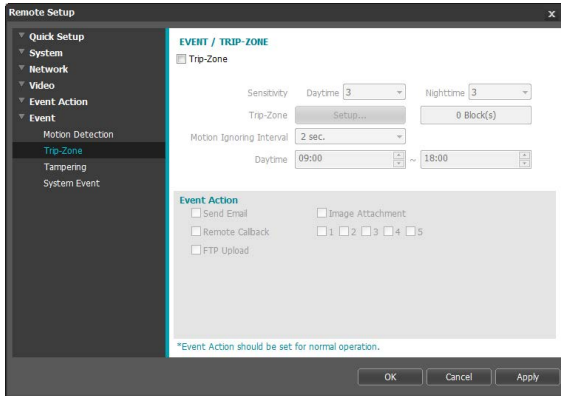 Remote Setup x
Quick Setup
System
Network
Video
Event Action
Event
Motion Detection
Trip-Zone
Tampering
System Event
EVENT / TRIP-ZONE
Trip-Zone
Sensitivity Daytime 3 Nighttime 3
Trip-Zone Setup... 0 Block(s)
Motion Ignoring Interval 2 sec.
Daytime 09:00 ~ 18:00
Event Action
Send Email Image Attachment
Remote Callback 1 2 3 4 5
FTP Upload
*Event Action should be set for normal operation.
OK Cancel Apply